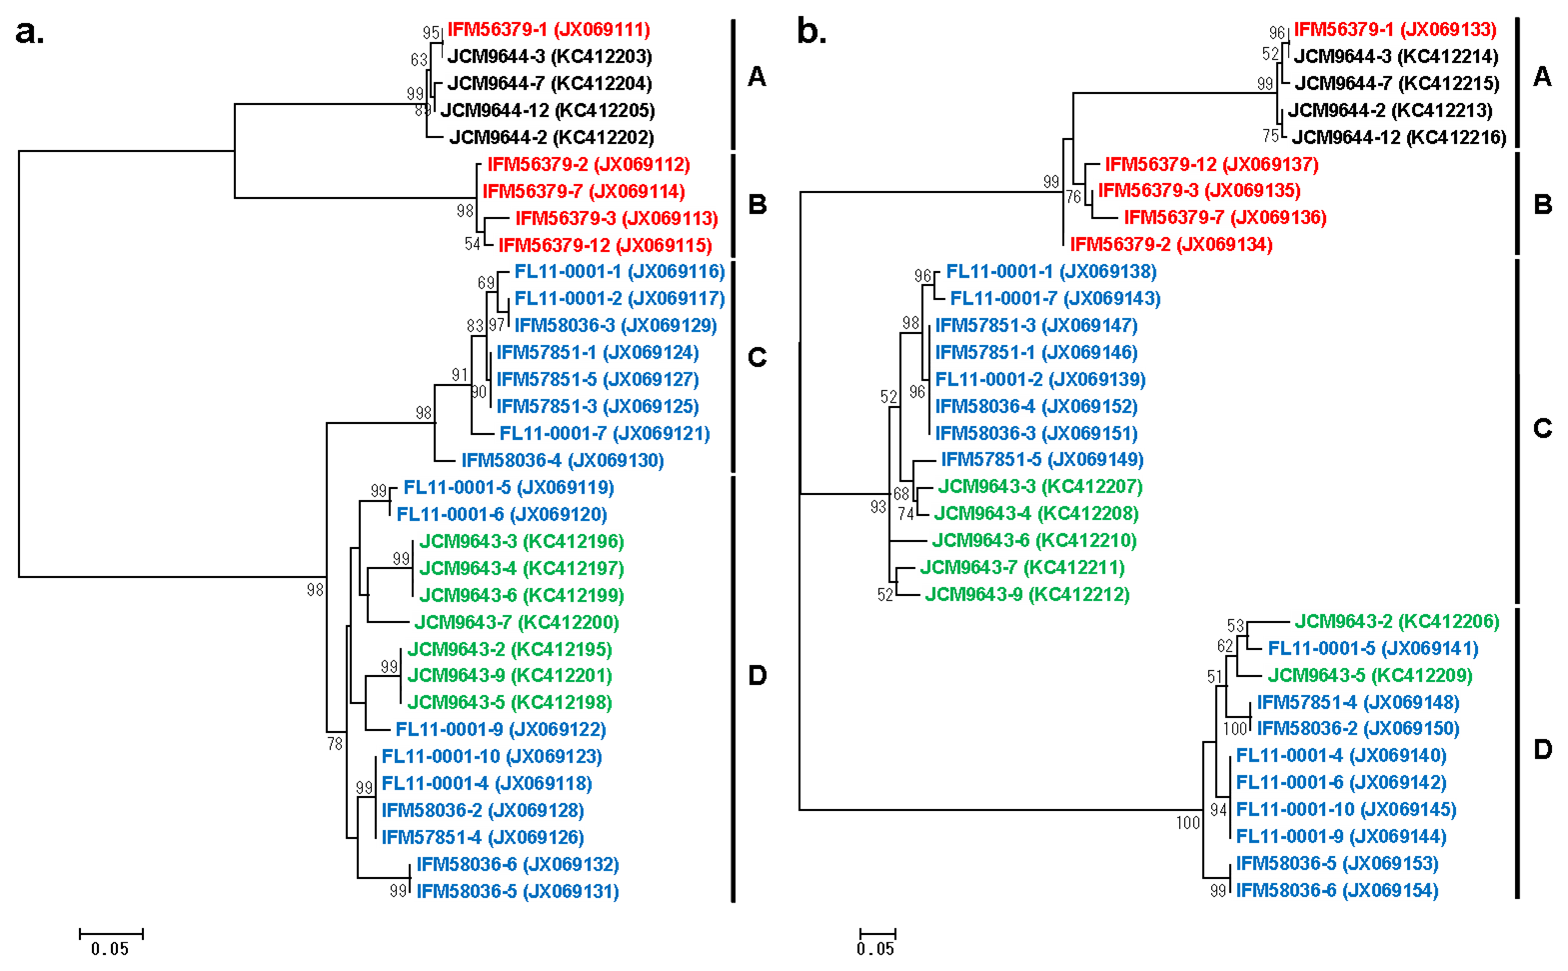 a.
95
IFM56379-1 (JX069111)
JCM9644-3 (KC412203)
63
JCM9644-7 (KC412204)
99
89
JCM9644-12 (KC412205)
JCM9644-2 (KC412202)
A
IFM56379-2 (JX069112)
IFM56379-7 (JX069114)
98
IFM56379-3 (JX069113)
54
IFM56379-12 (JX069115)
B
FL11-0001-1 (JX069116)
69
FL11-0001-2 (JX069117)
83
97
IFM58036-3 (JX069129)
IFM57851-1 (JX069124)
91
IFM57851-5 (JX069127)
90
IFM57851-3 (JX069125)
98
FL11-0001-7 (JX069121)
IFM58036-4 (JX069130)
C
99
FL11-0001-5 (JX069119)
FL11-0001-6 (JX069120)
JCM9643-3 (KC412196)
99
JCM9643-4 (KC412197)
98
JCM9643-6 (KC412199)
JCM9643-7 (KC412200)
JCM9643-2 (KC412195)
99
JCM9643-9 (KC412201)
JCM9643-5 (KC412198)
FL11-0001-9 (JX069122)
78
FL11-0001-10 (JX069123)
99
FL11-0001-4 (JX069118)
IFM58036-2 (JX069128)
IFM57851-4 (JX069126)
IFM58036-6 (JX069132)
99
IFM58036-5 (JX069131)
D
0.05
b.
96
IFM56379-1 (JX069133)
52
JCM9644-3 (KC412214)
99
JCM9644-7 (KC412215)
JCM9644-2 (KC412213)
75
JCM9644-12 (KC412216)
A
IFM56379-12 (JX069137)
99
76
IFM56379-3 (JX069135)
IFM56379-7 (JX069136)
IFM56379-2 (JX069134)
B
96
FL11-0001-1 (JX069138)
FL11-0001-7 (JX069143)
98
IFM57851-3 (JX069147)
IFM57851-1 (JX069146)
FL11-0001-2 (JX069139)
52
96
IFM58036-4 (JX069152)
IFM58036-3 (JX069151)
IFM57851-5 (JX069149)
68
JCM9643-3 (KC412207)
93
74
JCM9643-4 (KC412208)
JCM9643-6 (KC412210)
JCM9643-7 (KC412211)
52
JCM9643-9 (KC412212)
C
53
JCM9643-2 (KC412206)
62
FL11-0001-5 (JX069141)
51
JCM9643-5 (KC412209)
IFM57851-4 (JX069148)
100
IFM58036-2 (JX069150)
FL11-0001-4 (JX069140)
FL11-0001-6 (JX069142)
94
FL11-0001-10 (JX069145)
100
FL11-0001-9 (JX069144)
IFM58036-5 (JX069153)
99
IFM58036-6 (JX069154)
D
0.05